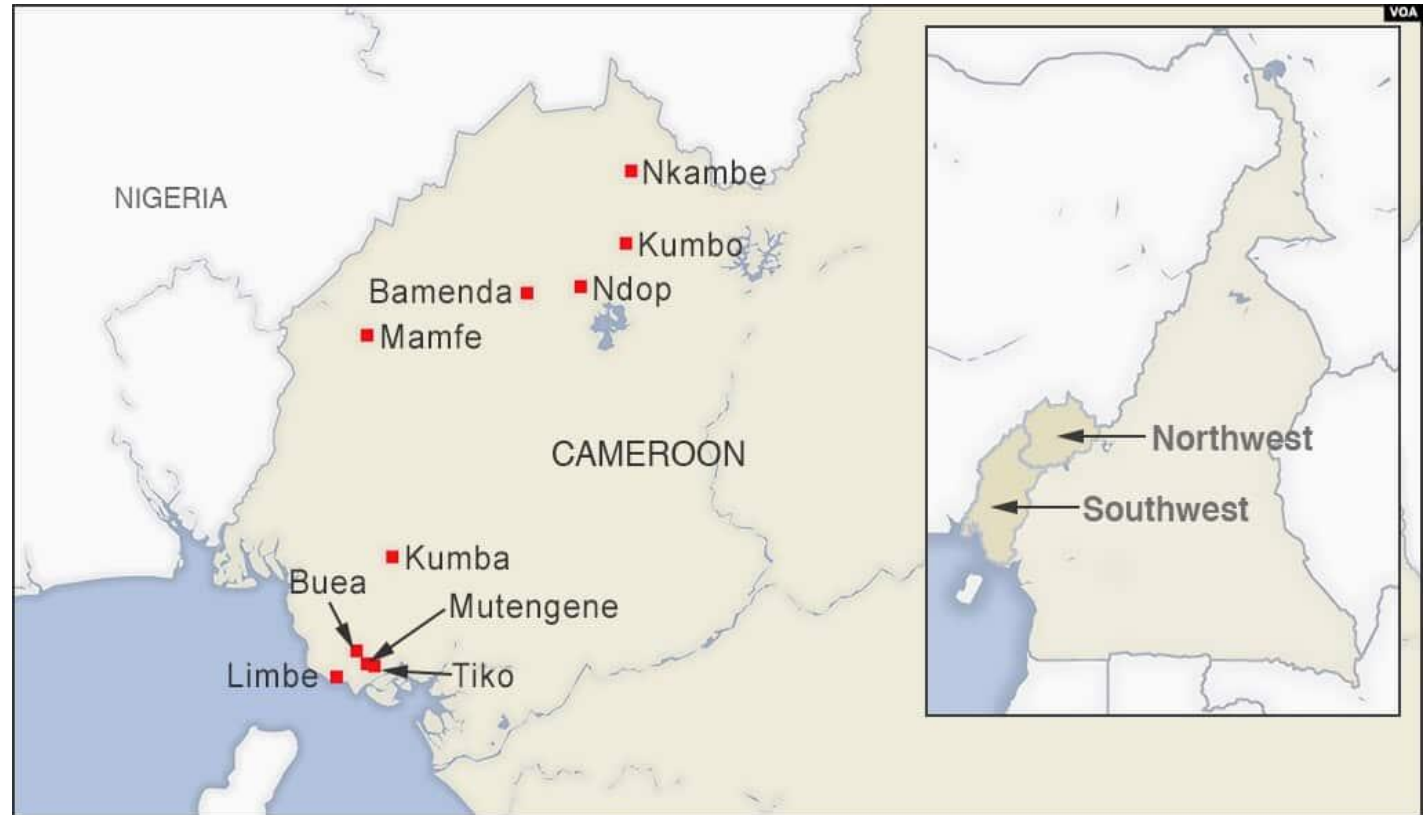 VOA
NIGERIA
Nkambe
Kumbo
Bamenda
Ndop
Mamfe
CAMEROON
Kumba
Buea
Mutengene
Limbe
Tiko
Northwest
Southwest